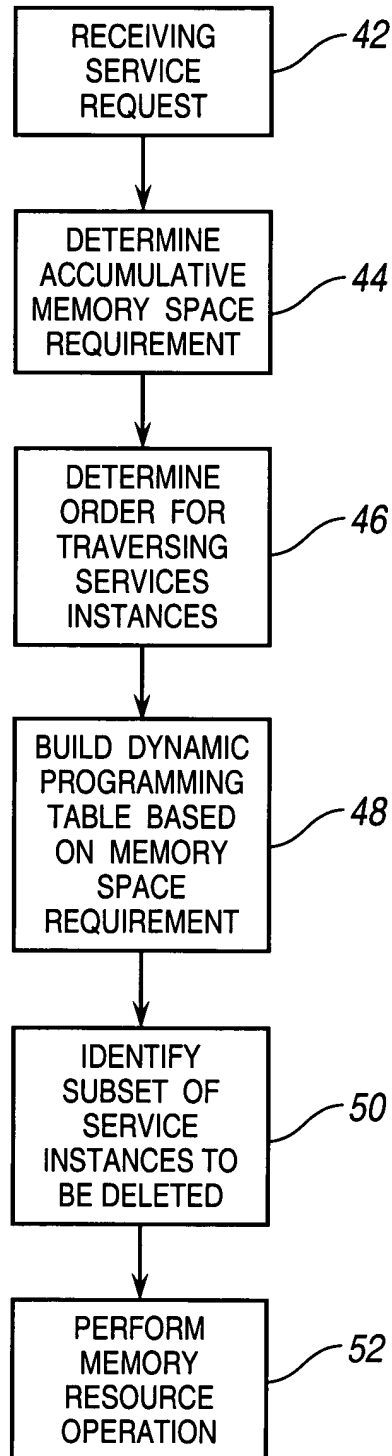 RECEIVING
SERVICE
REQUEST
42
DETERMINE
ACCUMULATIVE
MEMORY SPACE
REQUIREMENT
44
DETERMINE
ORDER FOR
TRAVERSING
SERVICES
INSTANCES
46
BUILD DYNAMIC
PROGRAMMING
TABLE BASED
ON MEMORY
SPACE
REQUIREMENT
48
IDENTIFY
SUBSET OF
SERVICE
INSTANCES TO
BE DELETED
50
PERFORM
MEMORY
RESOURCE
OPERATION
52